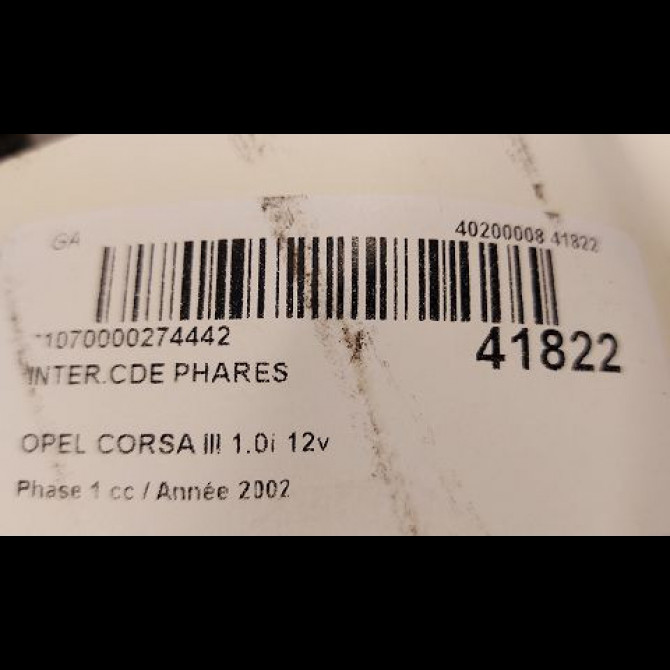 GA
40200008 41822
1070000274442
41822
INTER.CDE PHARES
OPEL CORSA III 1.0i 12v
Phase 1 cc / Année 2002